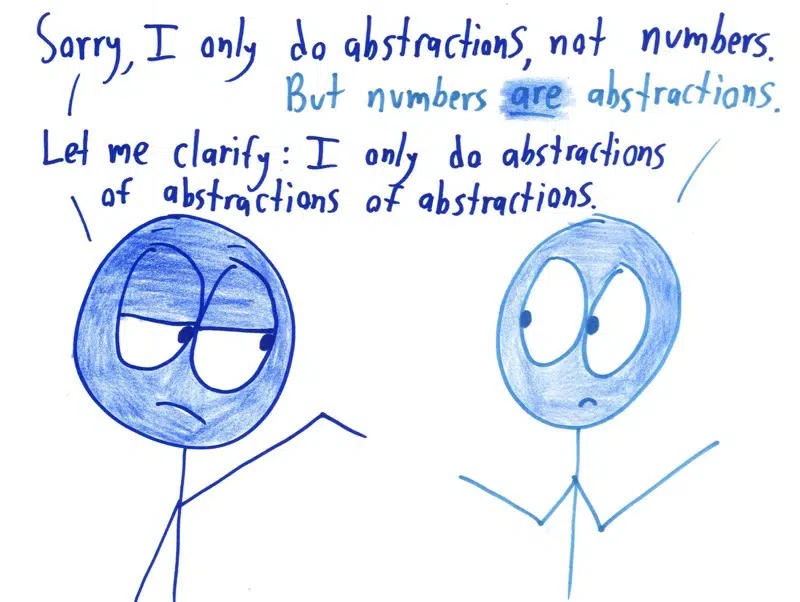 Sorry, I only do abstractions, not numbers.
But numbers are abstractions.
Let me clarify: I only do abstractions
of abstractions of abstractions.